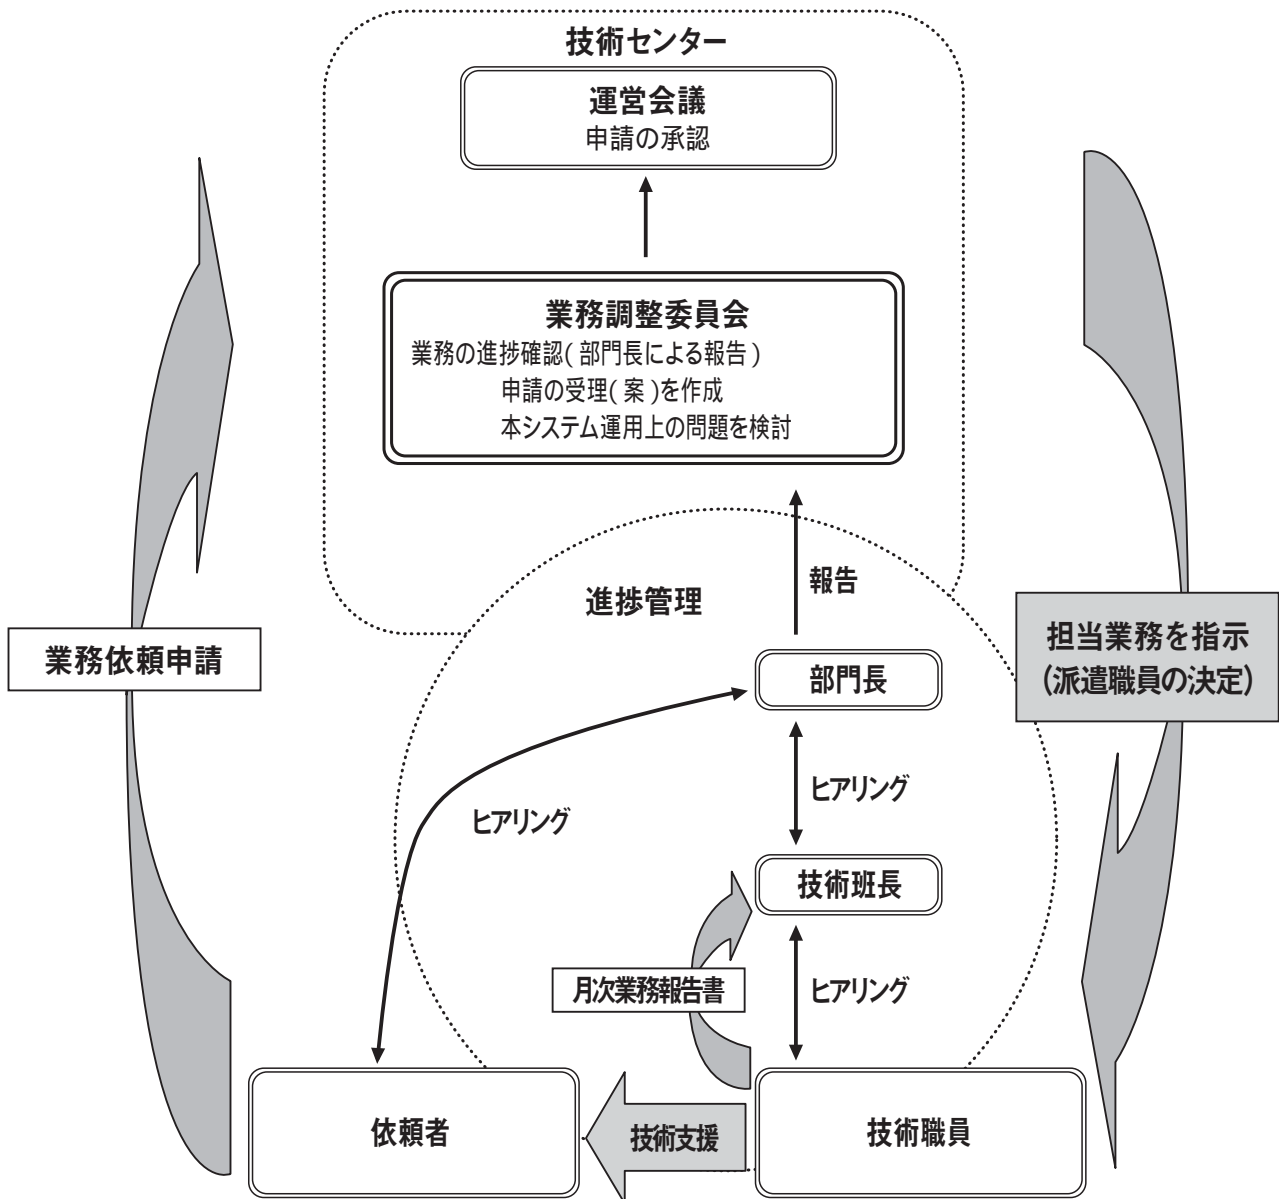 技術センター
運営会議
申請の承認
業務調整委員会
業務の進捗確認(部門長による報告)
申請の受理(案)を作成
本システム運用上の問題を検討
報告
進捗管理
業務依頼申請
担当業務を指示
(派遣職員の決定)
部門長
ヒアリング
ヒアリング
技術班長
月次業務報告書
ヒアリング
依頼者
技術支援
技術職員